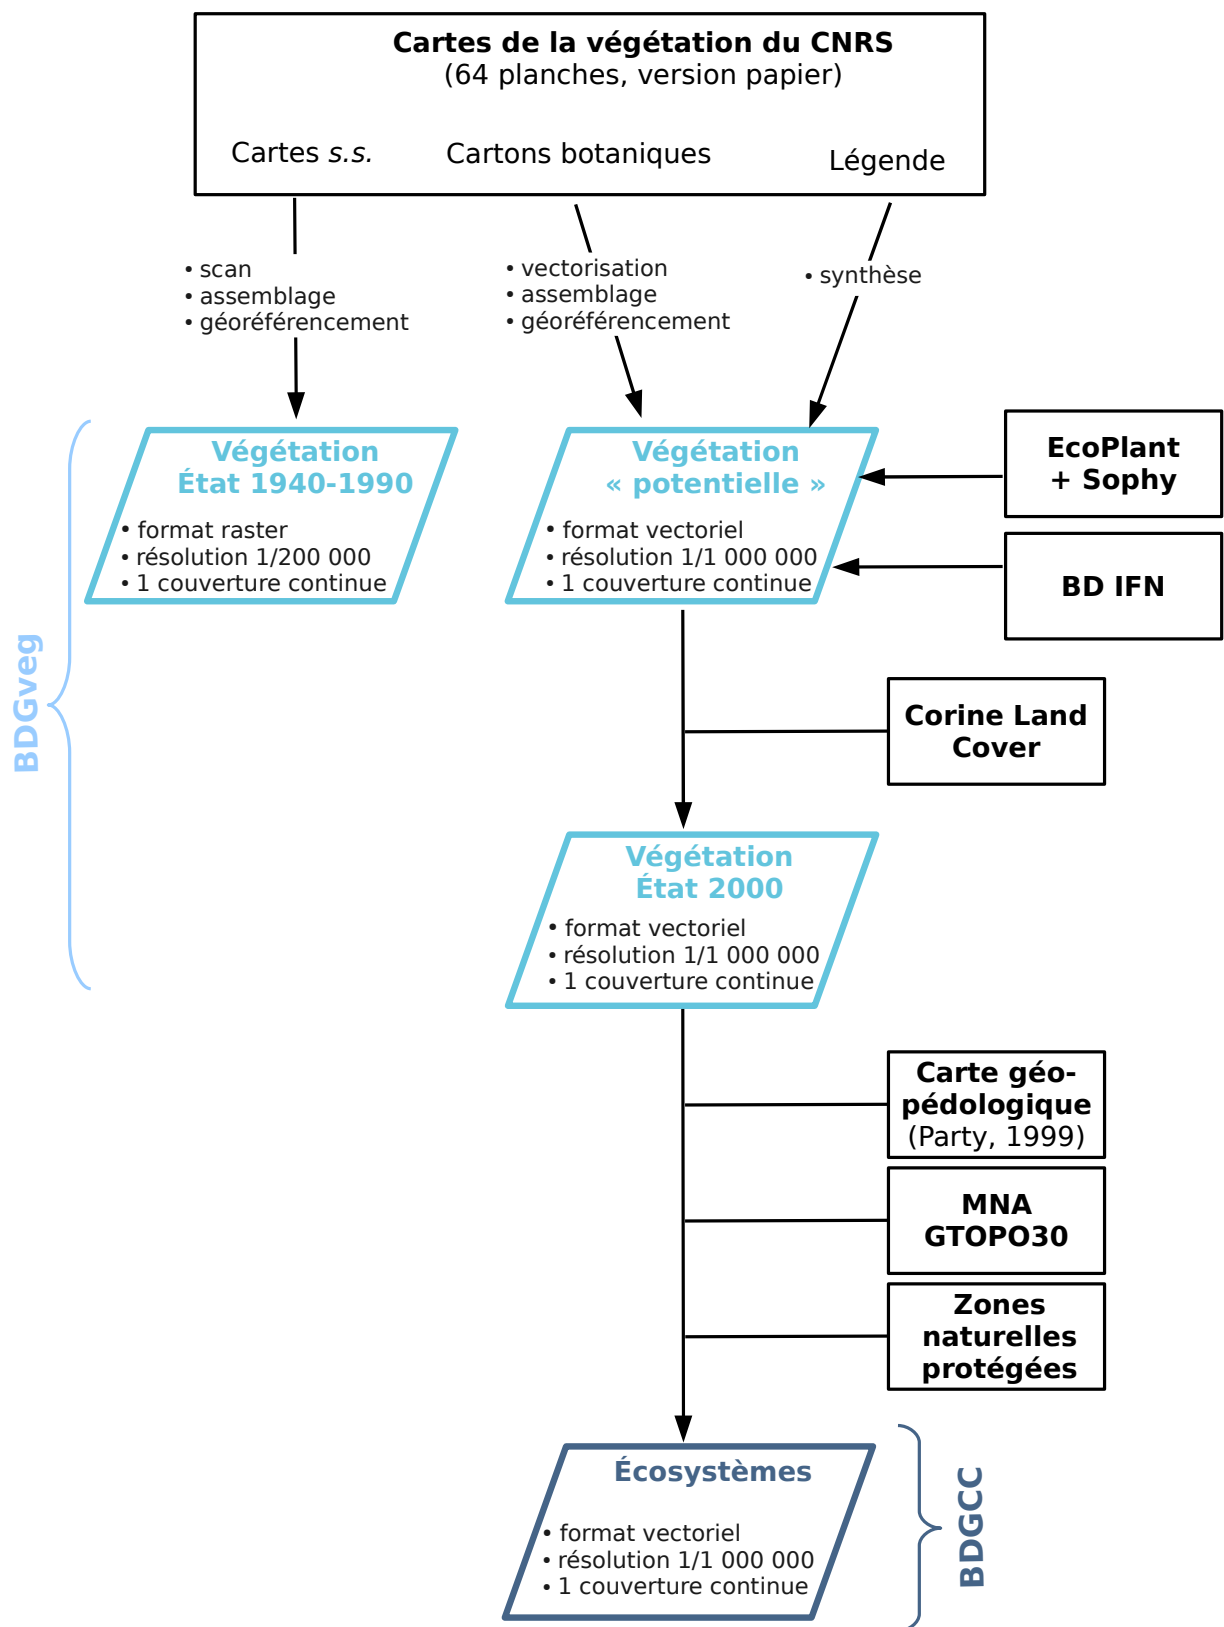 Cartes de la végétation du CNRS
(64 planches, version papier)
Cartes s.s.
Cartons botaniques
Légende
• scan
• assemblage
• géoréférencement
• vectorisation
• assemblage
• géoréférencement
• synthèse
Végétation
État 1940-1990
• format raster
• résolution 1/200 000
• 1 couverture continue
Végétation
« potentielle »
• format vectoriel
• résolution 1/1 000 000
• 1 couverture continue
EcoPlant
+ Sophy
BD IFN
BDGveg
Corine Land
Cover
Végétation
État 2000
• format vectoriel
• résolution 1/1 000 000
• 1 couverture continue
Carte géo-
pédologique
(Party, 1999)
MNA
GTOPO30
Zones
naturelles
protégées
Écosystèmes
• format vectoriel
• résolution 1/1 000 000
• 1 couverture continue
BDGCC